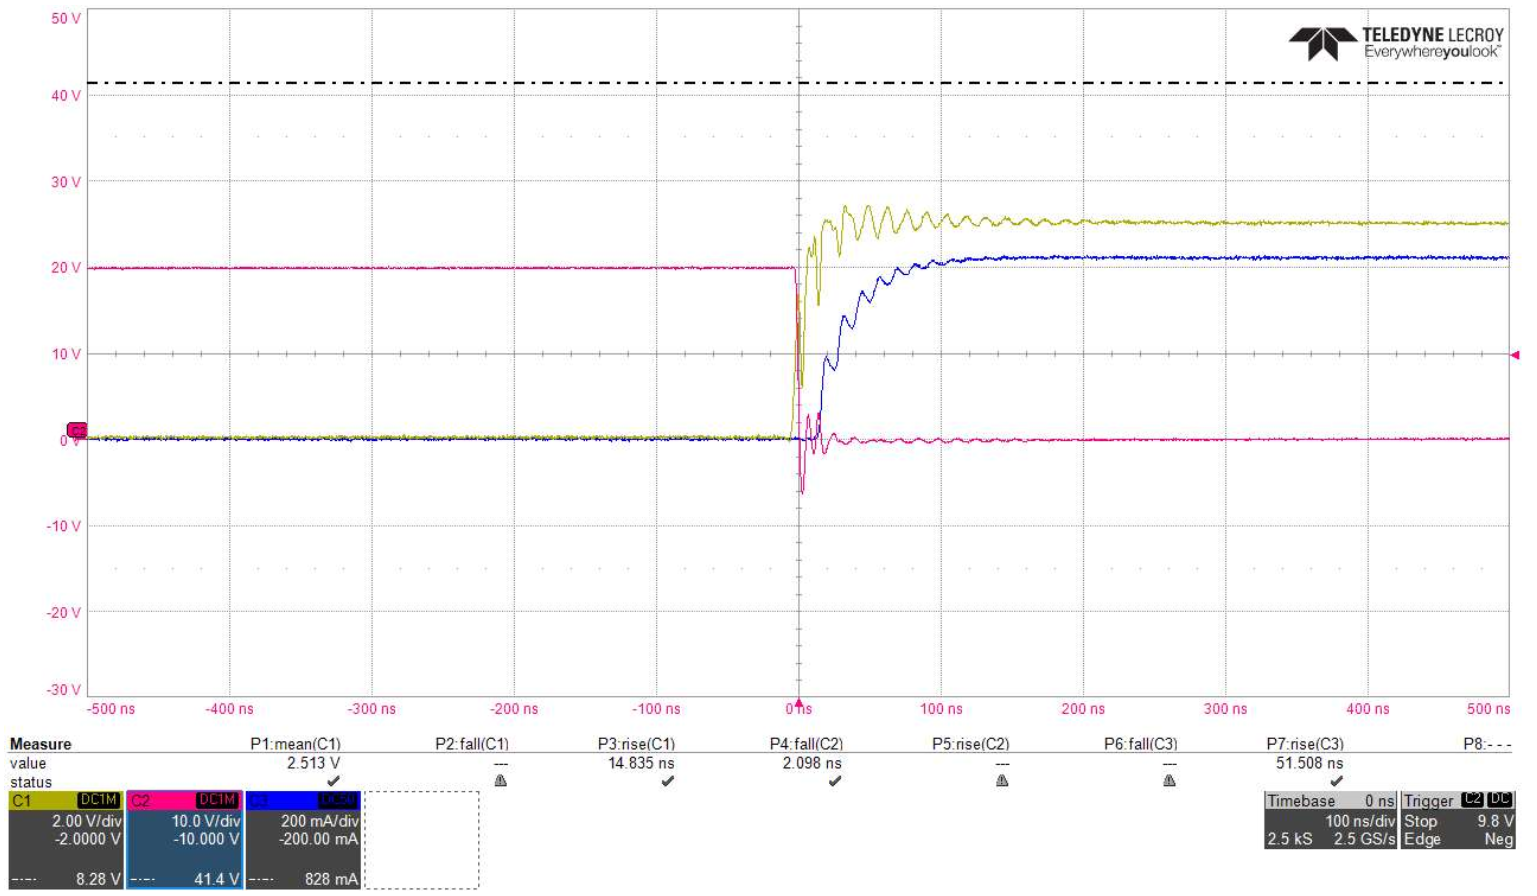 50 V
TELEDYNE LECROY
Everywhereyoulook™
40 V
30 V
20 V
10 V
C3
0
-10 V
-20 V
-30 V
-500 ns -400 ns -300 ns -200 ns -100 ns 0 ns 100 ns 200 ns 300 ns 400 ns 500 ns
Measure P1:mean(C1) P2:fall(C1) P3:rise(C1) P4:fall(C2) P5:rise(C2) P6:fall(C3) P7:rise(C3) P8:- - -
value 2.513 V --- 14.835 ns 2.098 ns --- --- 51.508 ns
status
C1 DC1M C2 DC1M C3 DC50 Timebase 0 ns Trigger C2 DC
2.00 V/div 10.0 V/div 200 mA/div 100 ns/div Stop 9.8 V
-2.0000 V -10.000 V -200.00 mA 2.5 kS 2.5 GS/s Edge Neg
8.28 V 41.4 V 828 mA